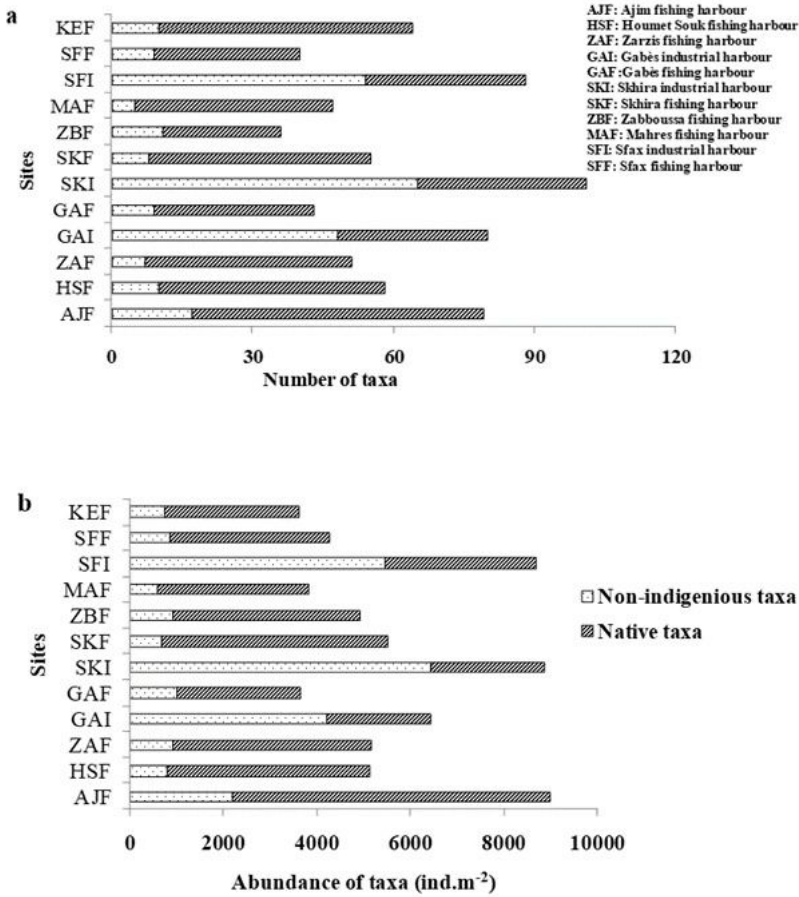 a
KEF
SFF
SFI
MAF
ZBF
SKF
SKI
GAF
GAI
ZAF
HSF
AJF
Sites
0 30 60 90 120
Number of taxa
AJF: Ajim fishing harbour
HSF: Houmet Souk fishing harbour
ZAF: Zarzis fishing harbour
GAI: Gabès industrial harbour
GAF:Gabès fishing harbour
SKI: Skhira industrial harbour
SKF: Skhira fishing harbour
ZBF: Zabboussa fishing harbour
MAF: Mahres fishing harbour
SFI: Sfax industrial harbour
SFF: Sfax fishing harbour
b
KEF
SFF
SFI
MAF
ZBF
SKF
SKI
GAF
GAI
ZAF
HSF
AJF
Sites
0 2000 4000 6000 8000 10000
Abundance of taxa (ind.m⁻²)
Non-indigenious taxa
Native taxa